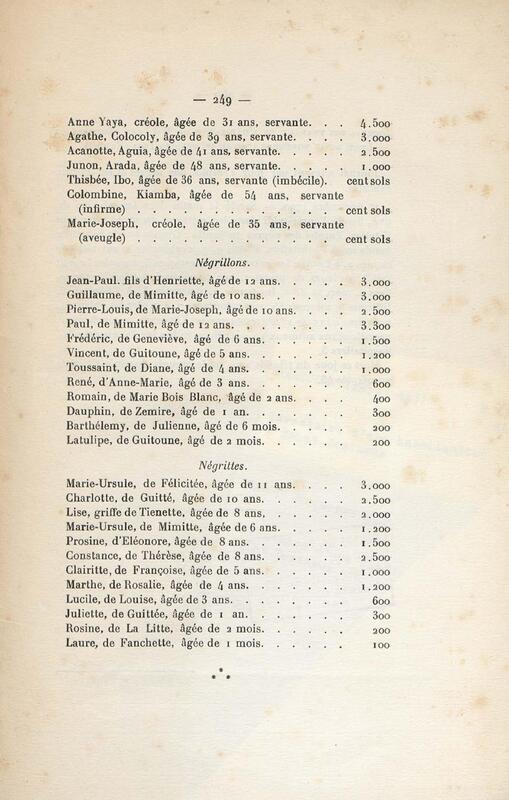 — 249 —
Anne Yaya, créole, âgée de 31 ans, servante. . . 4.500
Agathe, Colocoly, âgée de 39 ans, servante. . . . 3.000
Acanotte, Aguia, âgée de 41 ans, servante. . . . . 2.500
Junon, Arada, âgée de 48 ans, servante. . . . . 1.000
Thisbée, Ibo, âgée de 36 ans, servante (imbécile). cent sols
Colombine, Kiamba, âgée de 54 ans, servante
(infirme) . . . . . . . . . . . . . cent sols
Marie-Joseph, créole, âgée de 35 ans, servante
(aveugle) . . . . . . . . . . . . . cent sols
Négrillons.
Jean-Paul. fils d'Henriette, âgé de 12 ans. . . . . 3.000
Guillaume, de Mimitte, âgé de 10 ans. . . . . . 3.000
Pierre-Louis, de Marie-Joseph, âgé de 10 ans. . . . 2.500
Paul, de Mimitte, âgé de 12 ans. . . . . . . . 3.300
Frédéric, de Geneviève, âgé de 6 ans. . . . . . 1.500
Vincent, de Guitoune, âgé de 5 ans. . . . . . . 1.200
Toussaint, de Diane, âgé de 4 ans. . . . . . . 1.000
René, d'Anne-Marie, âgé de 3 ans. . . . . . . 600
Romain, de Marie Bois Blanc, âgé de 2 ans. . . . 400
Dauphin, de Zemire, âgé de 1 an. . . . . . . 300
Barthélemy, de Julienne, âgé de 6 mois. . . . . 200
Latulipe, de Guitoune, âgé de 2 mois. . . . . . 200
Négrittes.
Marie-Ursule, de Félicitée, âgée de 11 ans. . . . 3.000
Charlotte, de Guitté, âgée de 10 ans. . . . . . 2.500
Lise, griffe de Tienette, âgée de 8 ans, . . . . . 2.000
Marie-Ursule, de Mimitte, âgée de 6 ans. . . . . 1.200
Prosine, d'Eléonore, âgée de 8 ans. . . . . . 1.500
Constance, de Thérèse, âgée de 8 ans. . . . . . 2.500
Clairitte, de Françoise, âgée de 5 ans. . . . . . 1.000
Marthe, de Rosalie, âgée de 4 ans. . . . . . . 1.200
Lucile, de Louise, âgée de 3 ans. . . . . . . . 600
Juliette, de Guittée, âgée de 1 an. . . . . . . 300
Rosine, de La Litte, âgée de 2 mois. . . . . . 200
Laure, de Fanchette, âgée de 1 mois. . . . . . 100